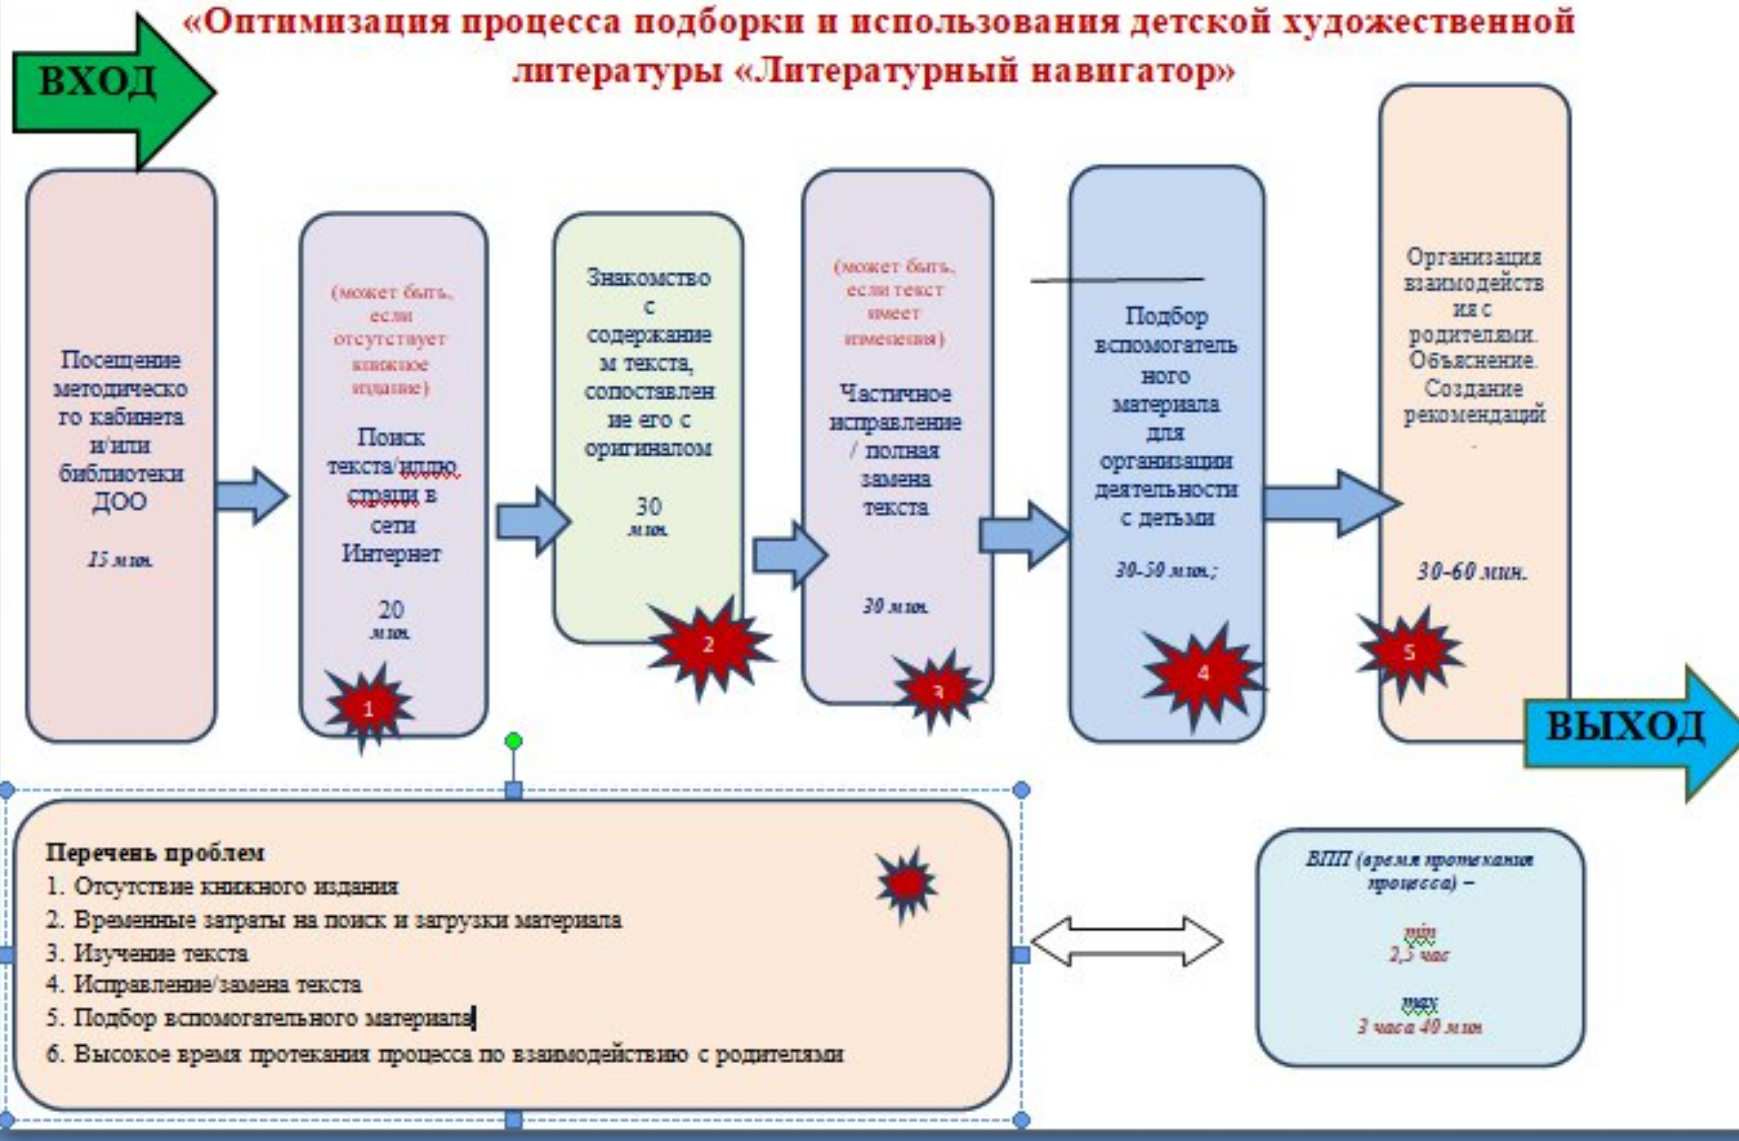 «Оптимизация процесса подборки и использования детской художественной
литературы «Литературный навигатор»
ВХОД
Посещение
методическо
го кабинета
и/или
библиотеки
ДОО
15 мин.
(может быть,
если
отсутствует
книжное
издание)
Поиск
текста/иллю
страци в
сети
Интернет
20
мин.
1
Знакомство
с
содержание
м текста,
сопоставлен
ие его с
оригиналом
30
мин.
2
(может быть,
если текст
имеет
изменения)
Частичное
исправление
/ полная
замена
текста
30 мин.
3
Подбор
вспомогатель
ного
материала
для
организации
деятельности
с детьми
30-50 мин.;
4
Организация
взаимодейств
ия с
родителями.
Объяснение.
Создание
рекомендаций
.
30-60 мин.
5
ВЫХОД
Перечень проблем
1. Отсутствие книжного издания
2. Временные затраты на поиск и загрузки материала
3. Изучение текста
4. Исправление/замена текста
5. Подбор вспомогательного материала
6. Высокое время протекания процесса по взаимодействию с родителями
ВПП (время протекания
процесса) –
min
2,5 час
max
3 часа 40 мин